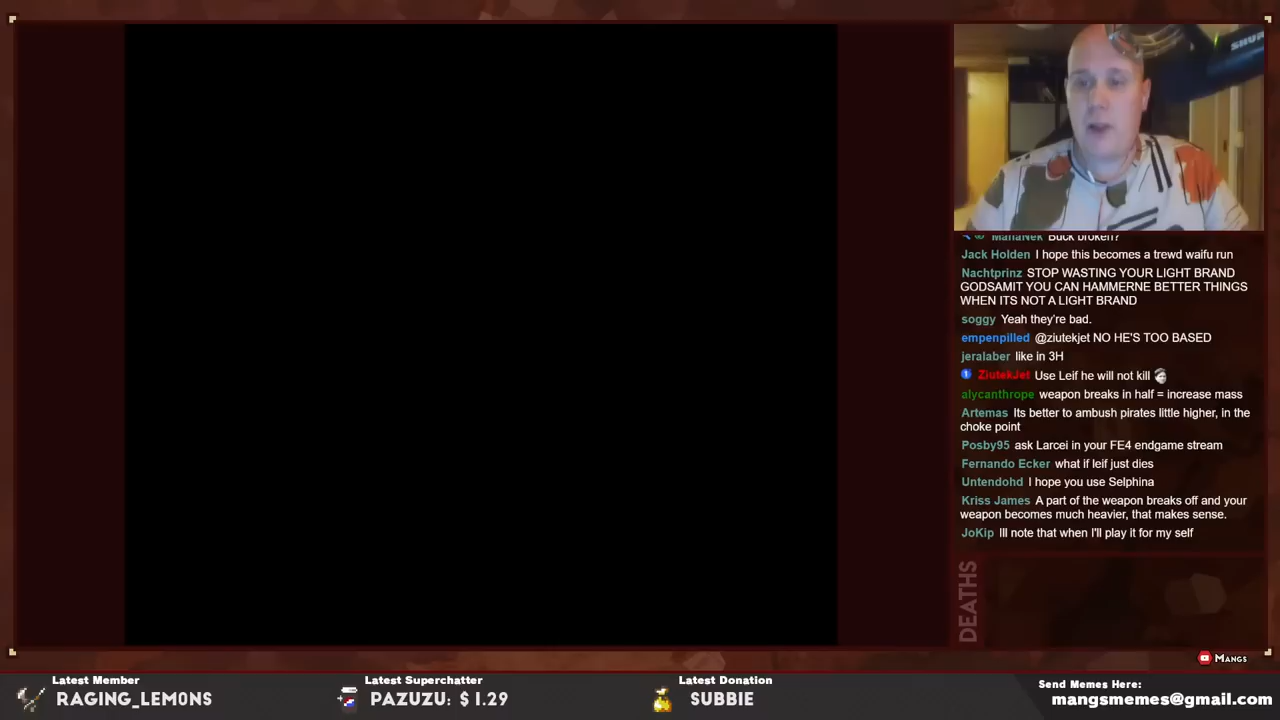 SHURE
MahaNek Buck broken?
Jack Holden I hope this becomes a trewd waifu run
Nachtprinz STOP WASTING YOUR LIGHT BRAND
GODSAMIT YOU CAN HAMMERNE BETTER THINGS
WHEN ITS NOT A LIGHT BRAND
soggy Yeah they're bad.
empenpilled @ziutekjet NO HE'S TOO BASED
jeralaber like in 3H
ZiutekJet Use Leif he will not kill
alycanthrope weapon breaks in half = increase mass
Artemas Its better to ambush pirates little higher, in the
choke point
Posby95 ask Larcei in your FE4 endgame stream
Fernando Ecker what if leif just dies
Untendohd I hope you use Selphina
Kriss James A part of the weapon breaks off and your
weapon becomes much heavier, that makes sense.
JoKip Ill note that when I'll play it for my self
DEATHS
MANGS
Latest Member
RAGING_LEM0NS
Latest Superchatter
PAZUZU: $ 1.29
Latest Donation
SUBBIE
Send Memes Here:
mangsmemes@gmail.com